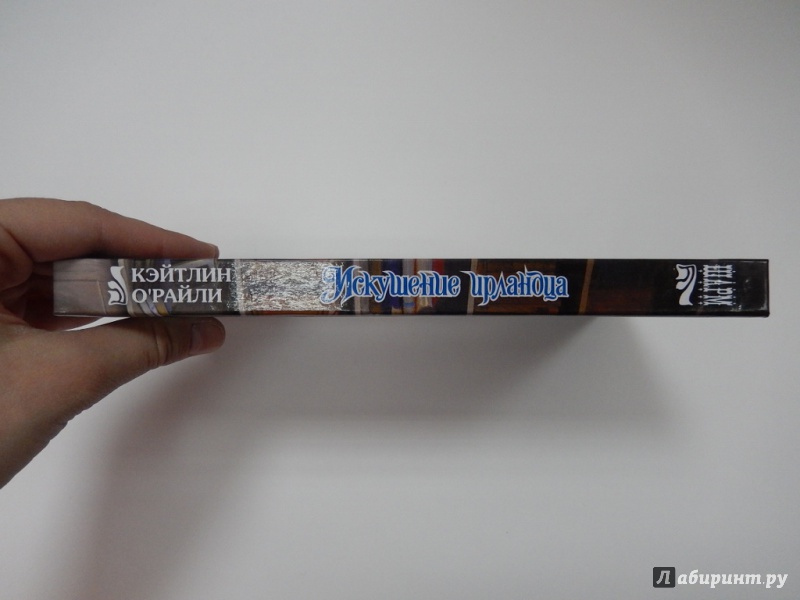 КЭЙТЛИН
О'РАЙЛИ
Искушение ирландца
ШАРМ
Лабиринт.ру